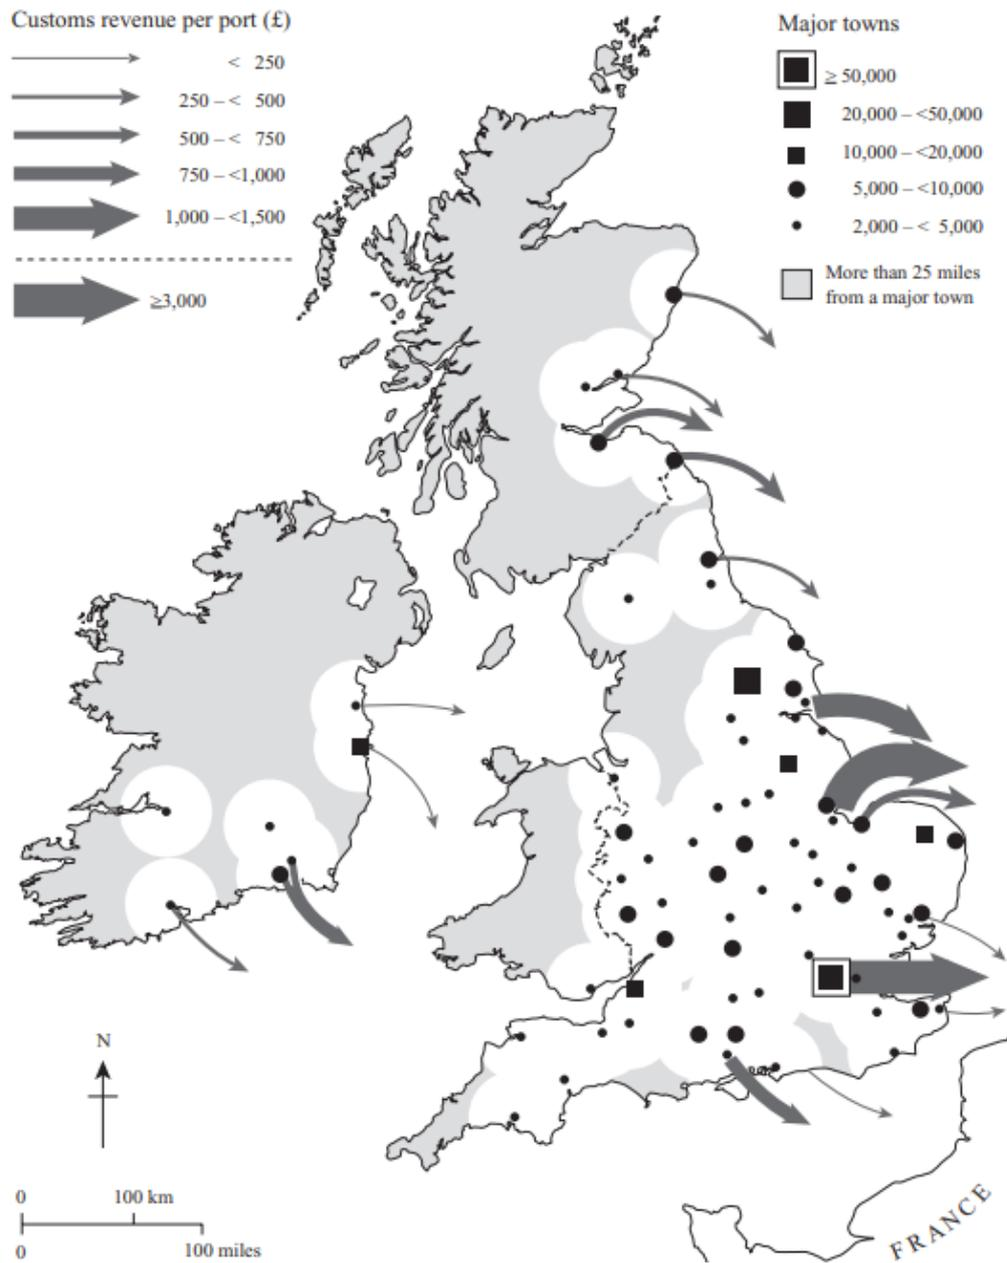 Customs revenue per port (£)
< 250
250 – < 500
500 – < 750
750 – <1,000
1,000 – <1,500
≥3,000
Major towns
≥ 50,000
20,000 – <50,000
10,000 – <20,000
5,000 – <10,000
2,000 – < 5,000
More than 25 miles
from a major town
N
0 100 km
0 100 miles
FRANCE